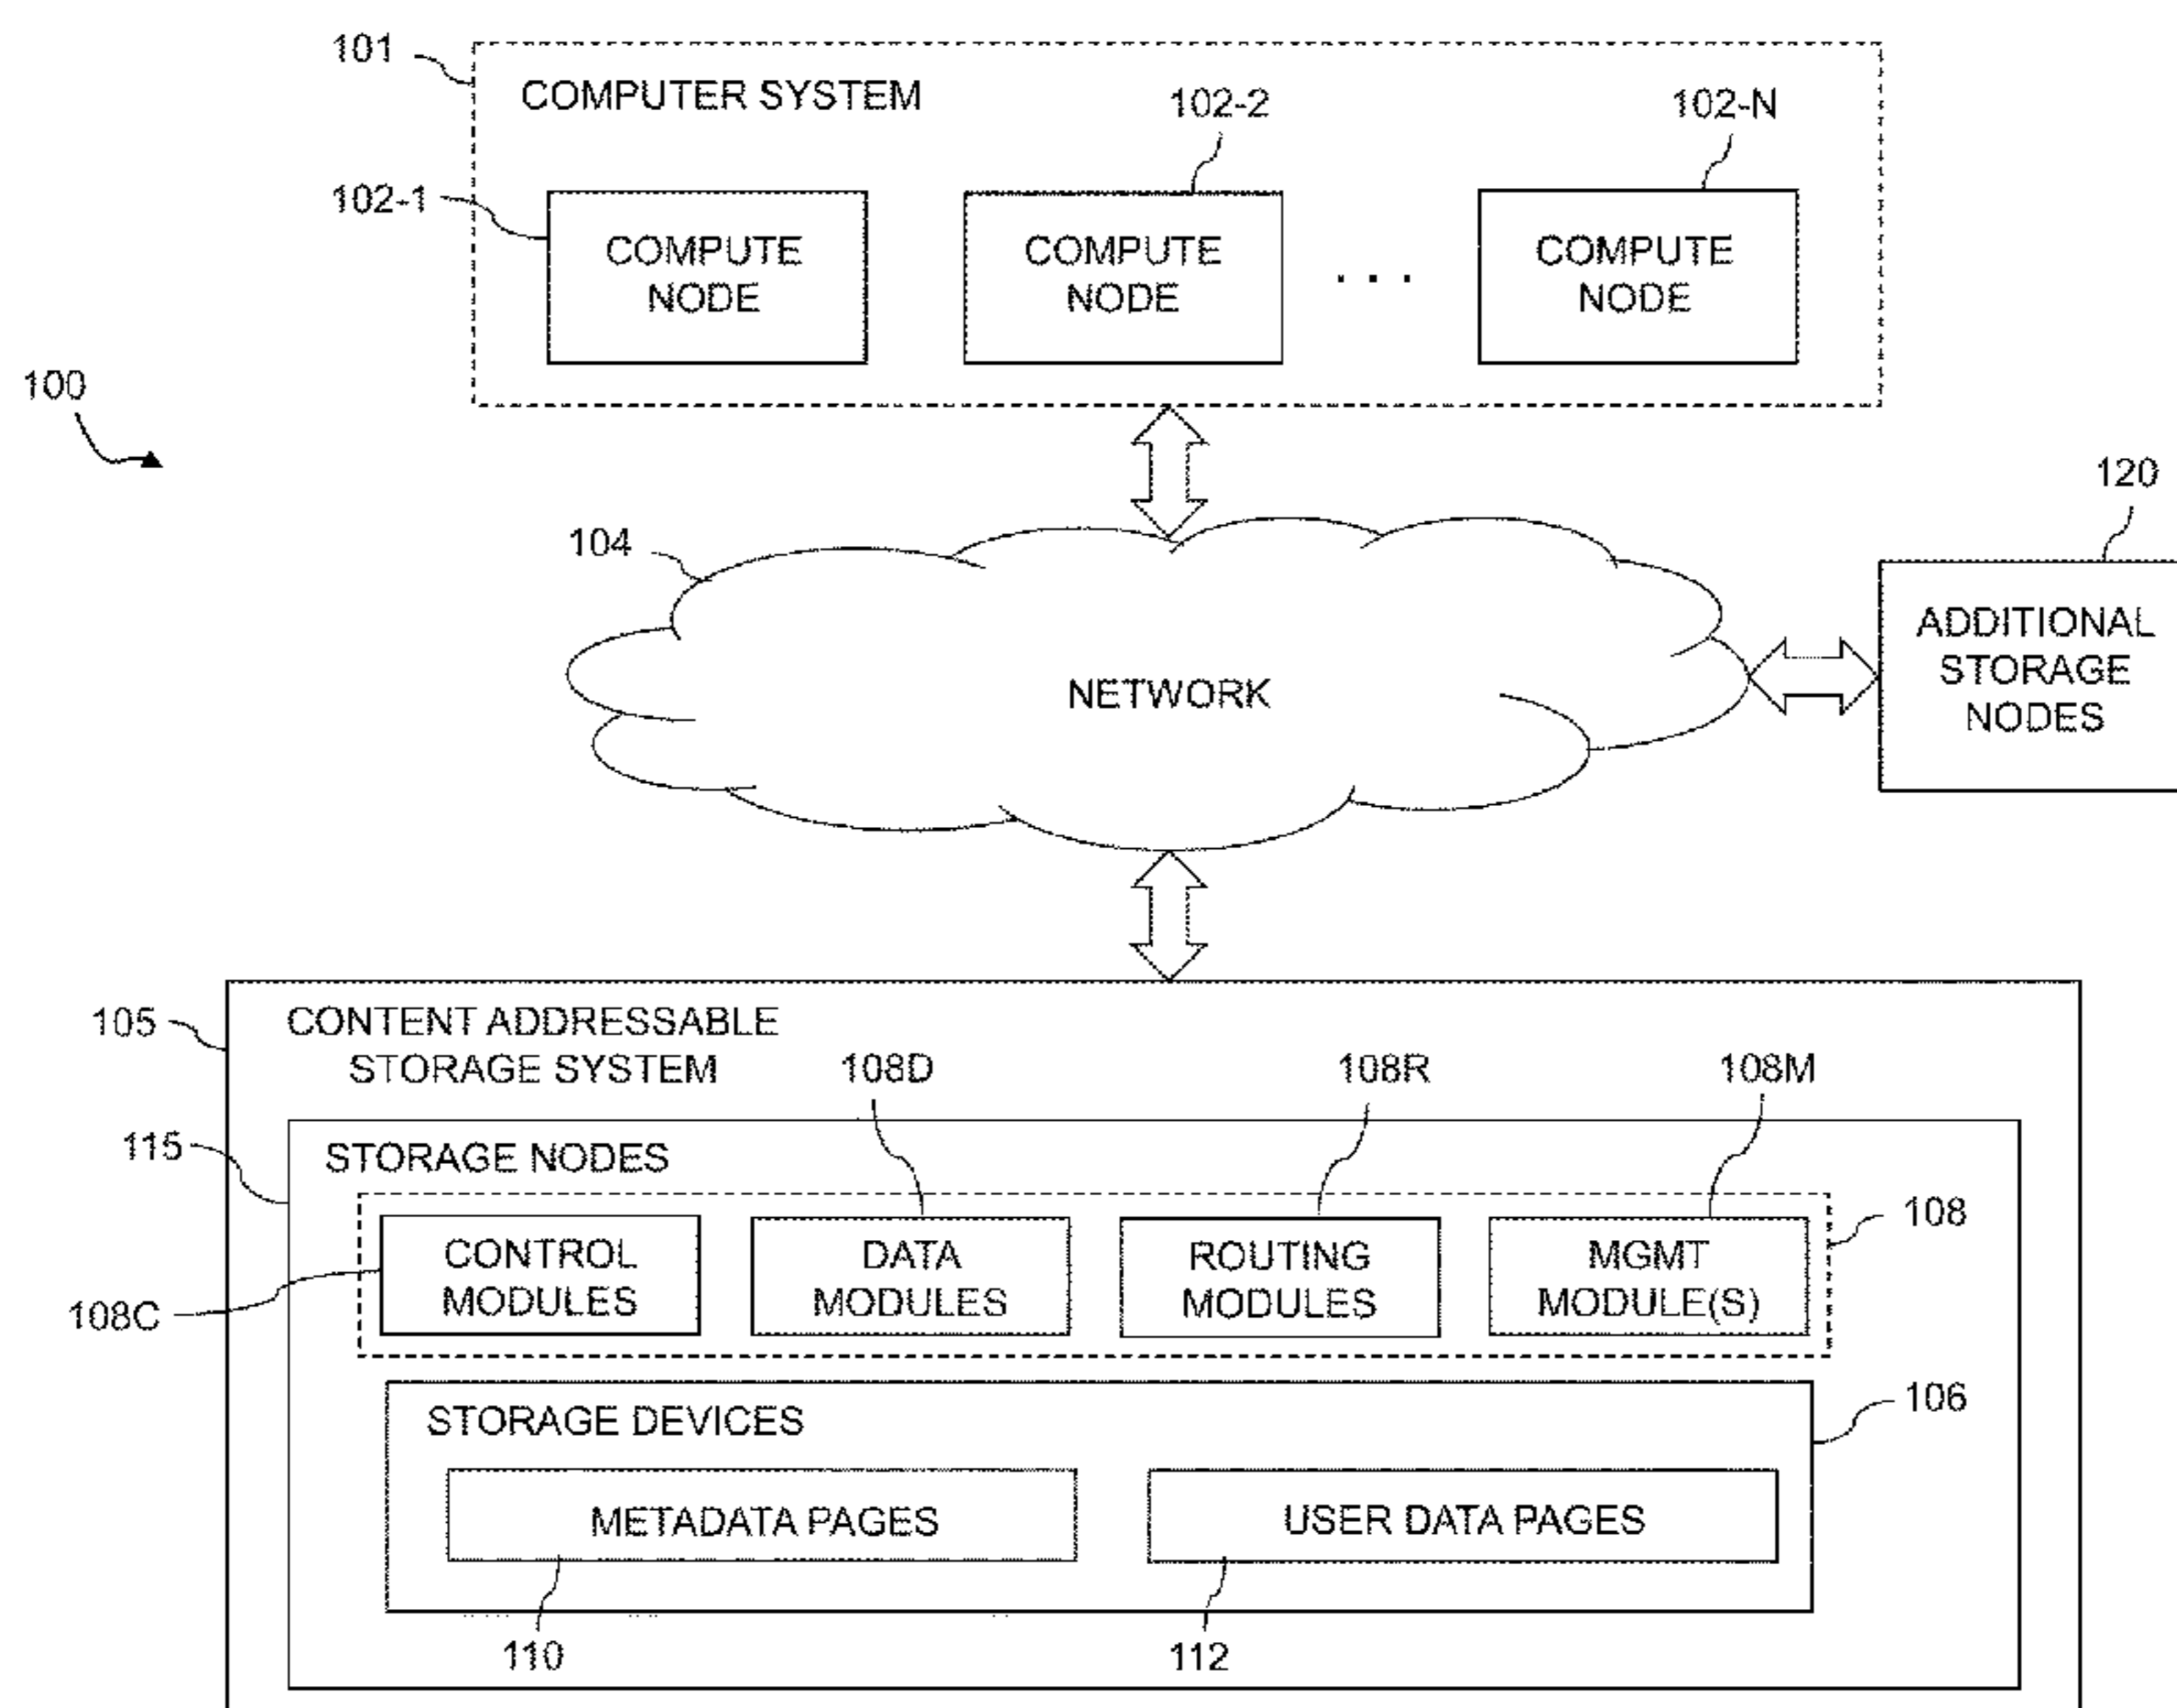 101
COMPUTER SYSTEM
102-2
102-N
102-1
COMPUTE
NODE
COMPUTE
NODE
. . .
COMPUTE
NODE
100
120
104
NETWORK
ADDITIONAL
STORAGE
NODES
105
CONTENT ADDRESSABLE
STORAGE SYSTEM
108D
108R
108M
115
STORAGE NODES
108
CONTROL
MODULES
DATA
MODULES
ROUTING
MODULES
MGMT
MODULE(S)
108C
106
STORAGE DEVICES
METADATA PAGES
USER DATA PAGES
110
112